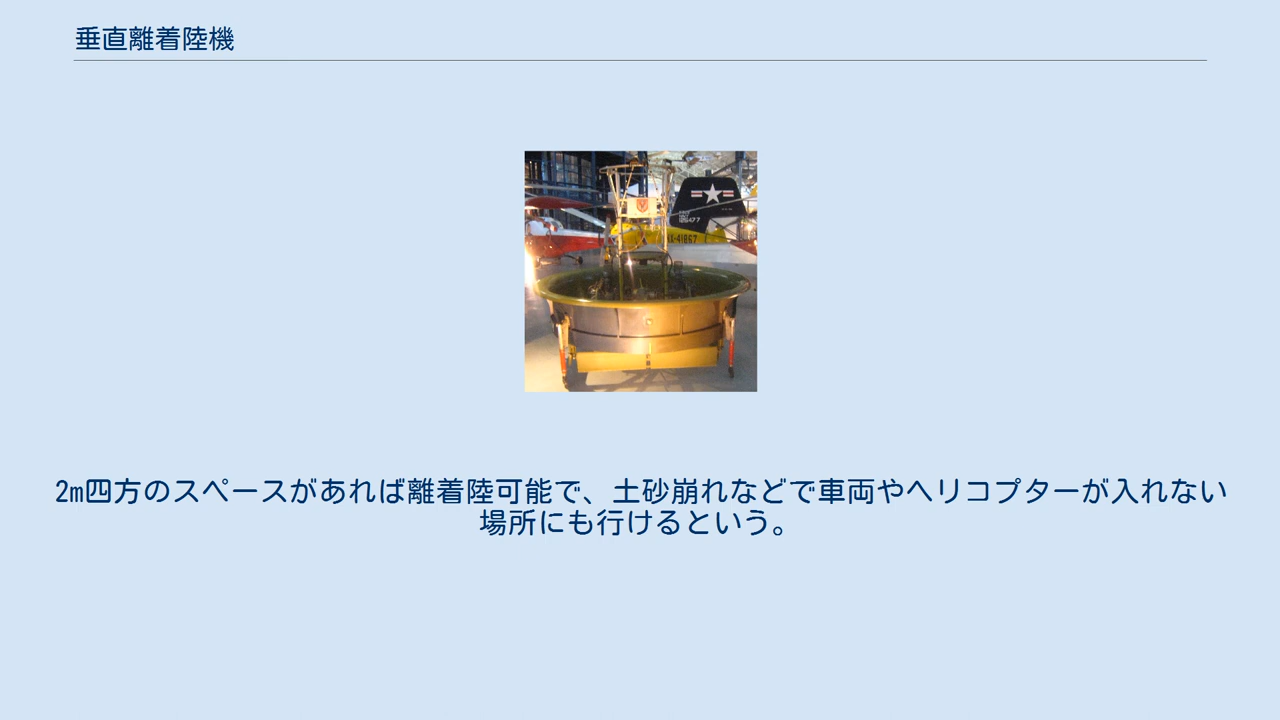 垂直離着陸機
NX-41867
2m四方のスペースがあれば離着陸可能で、土砂崩れなどで車両やヘリコプターが入れない
場所にも行けるという。